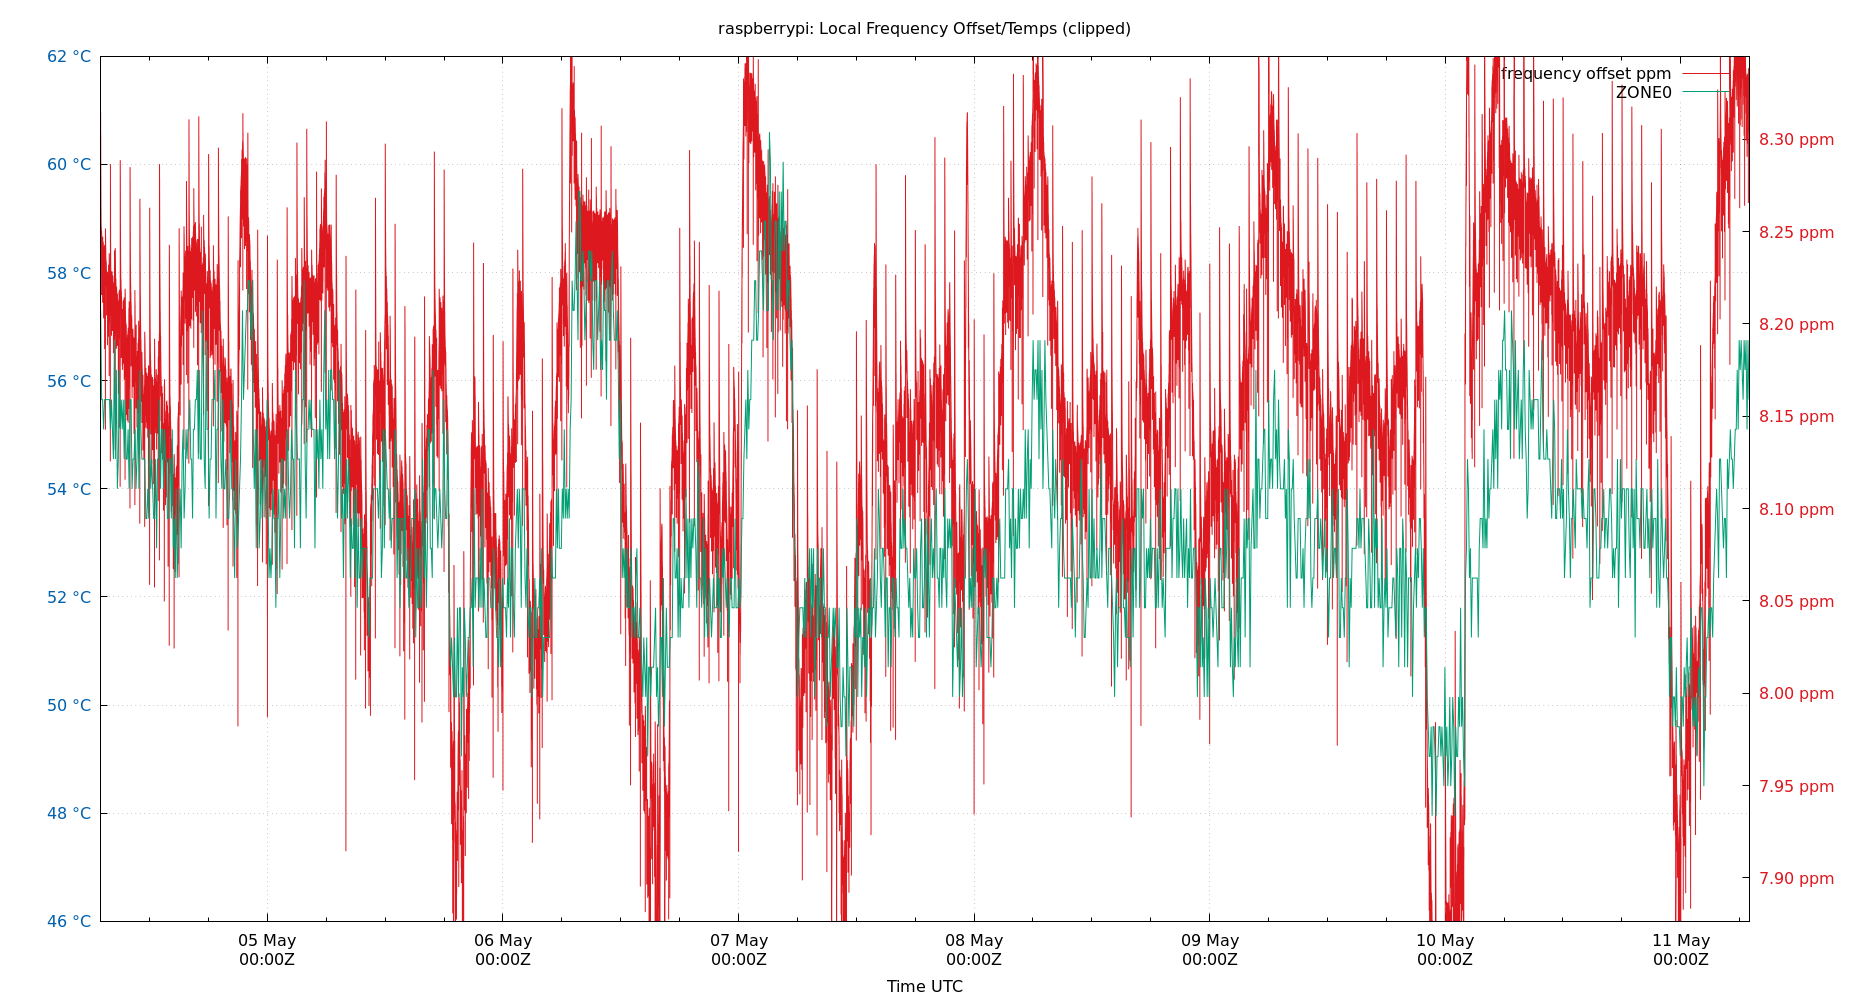 raspberrypi: Local Frequency Offset/Temps (clipped)
62 °C
60 °C
58 °C
56 °C
54 °C
52 °C
50 °C
48 °C
46 °C
frequency offset ppm
ZONE0
8.30 ppm
8.25 ppm
8.20 ppm
8.15 ppm
8.10 ppm
8.05 ppm
8.00 ppm
7.95 ppm
7.90 ppm
05 May 06 May 07 May 08 May 09 May 10 May 11 May
00:00Z 00:00Z 00:00Z 00:00Z 00:00Z 00:00Z 00:00Z
Time UTC